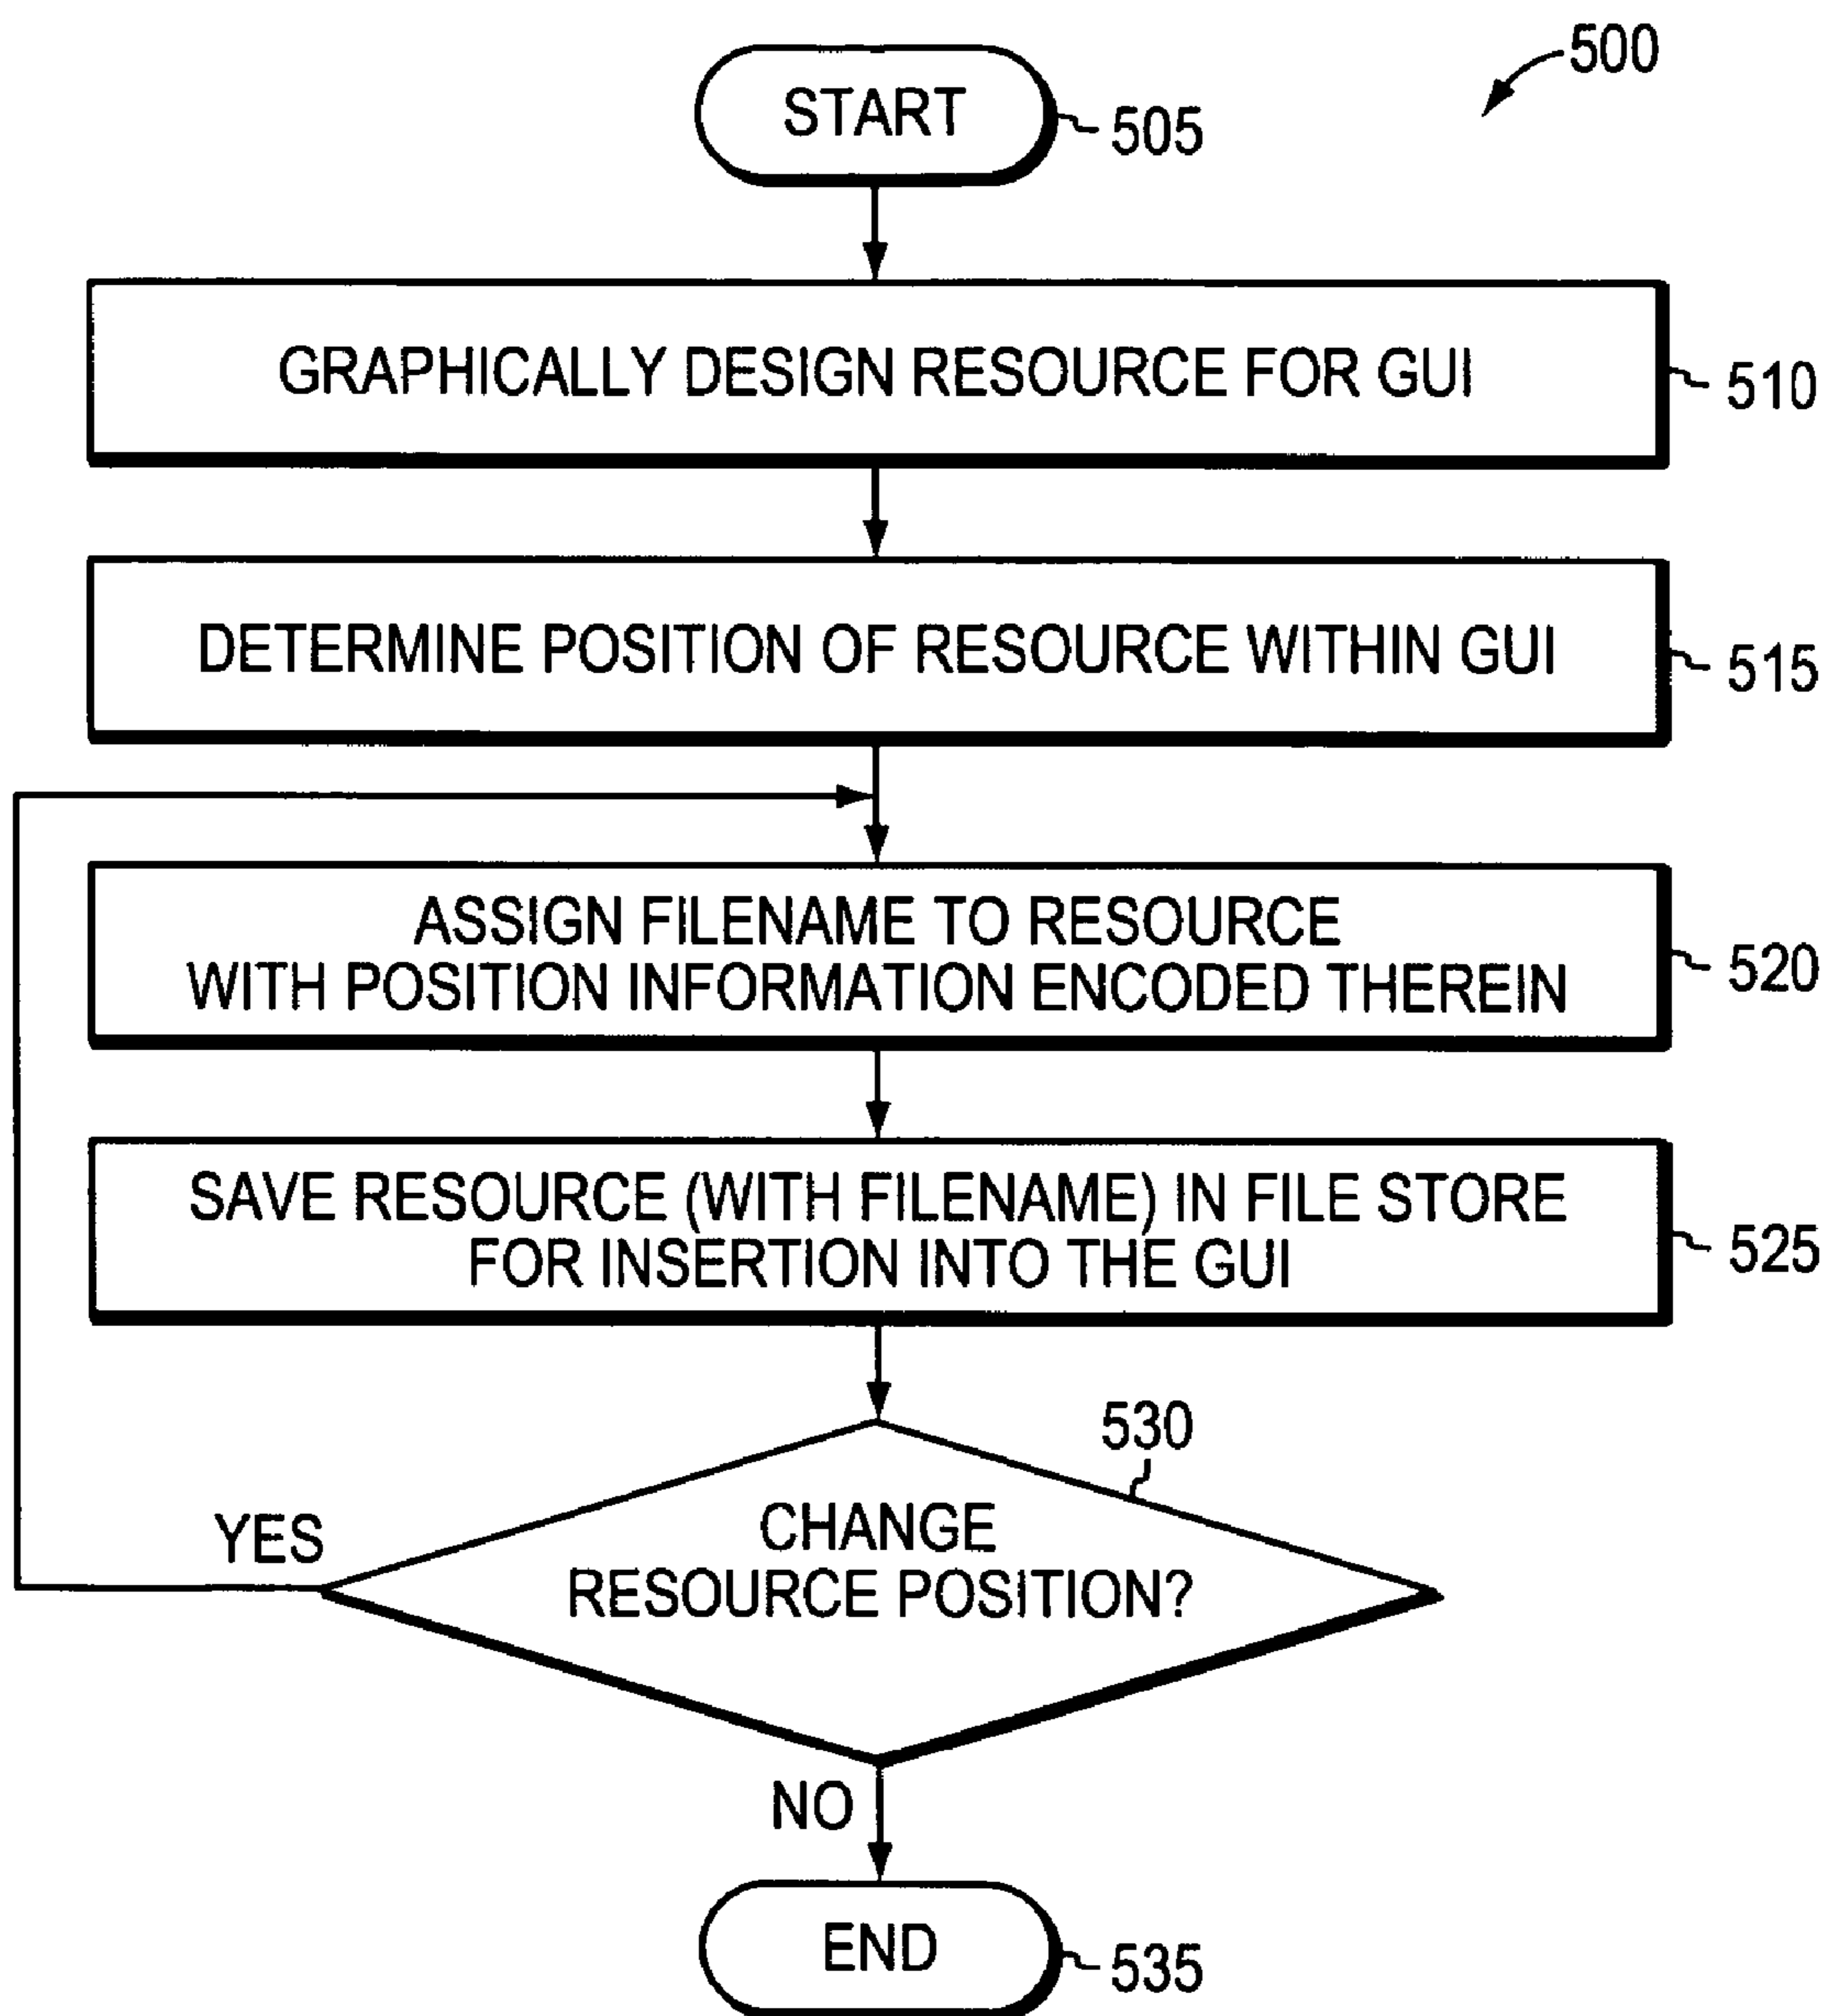 500
START
505
GRAPHICALLY DESIGN RESOURCE FOR GUI
510
DETERMINE POSITION OF RESOURCE WITHIN GUI
515
ASSIGN FILENAME TO RESOURCE
WITH POSITION INFORMATION ENCODED THEREIN
520
SAVE RESOURCE (WITH FILENAME) IN FILE STORE
FOR INSERTION INTO THE GUI
525
530
CHANGE
RESOURCE POSITION?
YES
NO
END
535